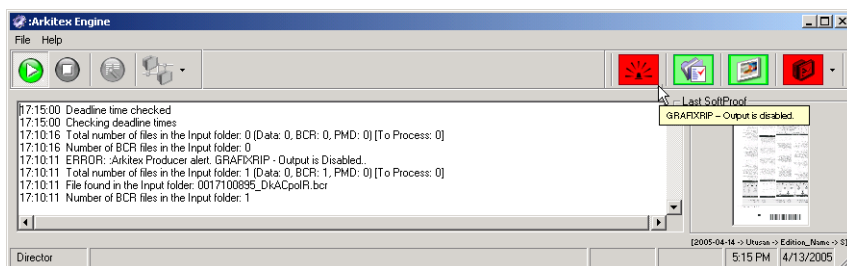 :Arkitex Engine
File Help
17:15:00 Deadline time checked
17:15:00 Checking deadline times
17:10:16 Total number of files in the Input folder: 0 (Data: 0, BCR: 0, PMD: 0) [To Process: 0]
17:10:16 Number of BCR files in the Input folder: 0
17:10:11 ERROR: :Arkitex Producer alert. GRAFIXRIP - Output is Disabled..
17:10:11 Total number of files in the Input folder: 1 (Data: 0, BCR: 1, PMD: 0) [To Process: 0]
17:10:11 File found in the Input folder: 0017100895_DkACpolR.bcr
17:10:11 Number of BCR files in the Input folder: 1
Last SoftProof
GRAFIXRIP – Output is disabled.
[2005-04-14 -> Utusan -> Edition_Name -> S]
Director
5:15 PM
4/13/2005